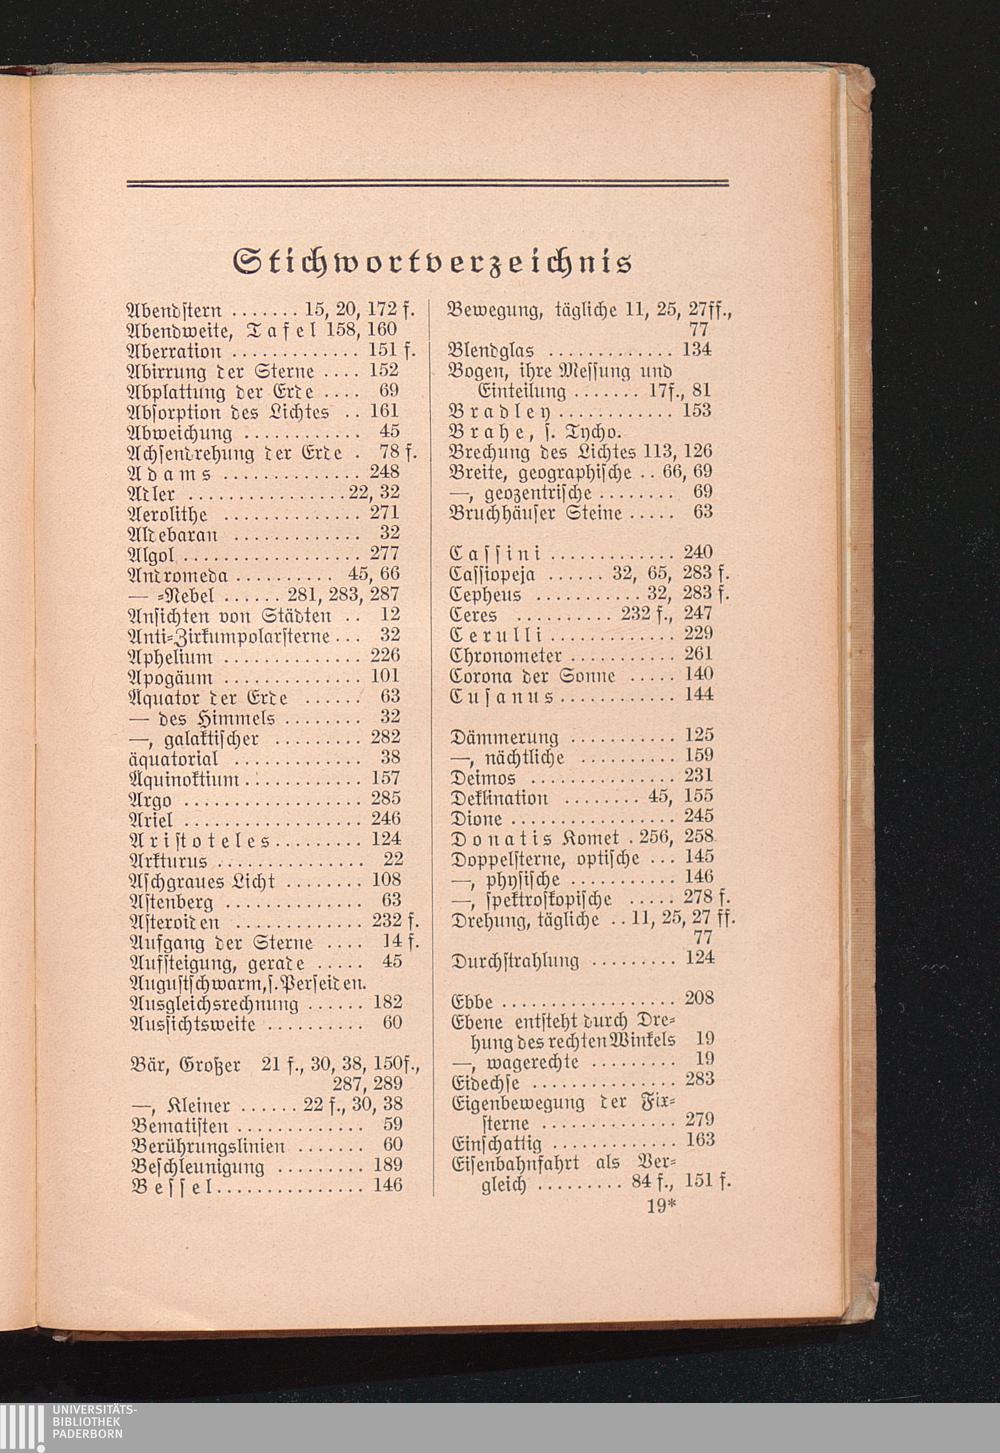 Stichwortverzeichnis
Abendstern ....... 15, 20, 172 f.
Abendweite, Tafel 158, 160
Aberration ............. 151 f.
Abirrung der Sterne .... 152
Abplattung der Erde .... 69
Absorption des Lichtes .. 161
Abweichung ............ 45
Achsendrehung der Erde . 78 f.
Adams .............. 248
Adler ................ 22, 32
Aerolithe .............. 271
Aldebaran ............. 32
Algol .................. 277
Andromeda .......... 45, 66
— =Nebel ...... 281, 283, 287
Ansichten von Städten .. 12
Anti=Zirkumpolarsterne ... 32
Aphelium .............. 226
Apogäum .............. 101
Äquator der Erde ...... 63
— des Himmels ........ 32
—, galaktischer ......... 282
äquatorial ............. 38
Äquinoktium ............ 157
Argo .................. 285
Ariel .................. 246
Aristoteles ......... 124
Arkturus ............... 22
Aschgraues Licht ........ 108
Astenberg .............. 63
Asteroiden ............. 232 f.
Aufgang der Sterne .... 14 f.
Aufsteigung, gerade ..... 45
Augustschwarm, s. Perseiden.
Ausgleichsrechnung ...... 182
Aussichtsweite .......... 60
Bär, Großer 21 f., 30, 38, 150f.,
287, 289
—, Kleiner ...... 22 f., 30, 38
Bematisten ............. 59
Berührungslinien ....... 60
Beschleunigung ......... 189
Bessel ............... 146
Bewegung, tägliche 11, 25, 27ff.,
77
Blendglas ............. 134
Bogen, ihre Messung und
Einteilung ....... 17f., 81
Bradley ............ 153
Brahe, s. Tycho.
Brechung des Lichtes 113, 126
Breite, geographische .. 66, 69
—, geozentrische ........ 69
Bruchhäuser Steine ..... 63
Cassini ............. 240
Cassiopeja ...... 32, 65, 283 f.
Cepheus ........... 32, 283 f.
Ceres .......... 232 f., 247
Cerulli ............. 229
Chronometer ........... 261
Corona der Sonne ..... 140
Cusanus ............ 144
Dämmerung ........... 125
—, nächtliche .......... 159
Deimos ............... 231
Deklination ........ 45, 155
Dione ................. 245
Donatis Komet . 256, 258
Doppelsterne, optische ... 145
—, physische ........... 146
—, spektroskopische ..... 278 f.
Drehung, tägliche .. 11, 25, 27 ff.
77
Durchstrahlung ......... 124
Ebbe .................. 208
Ebene entsteht durch Dre=
hung des rechten Winkels 19
—, wagerechte ......... 19
Eidechse ............... 283
Eigenbewegung der Fix=
sterne .............. 279
Einschattig ............. 163
Eisenbahnfahrt als Ver=
gleich ......... 84 f., 151 f.
19*
UNIVERSITÄTS-
BIBLIOTHEK
PADERBORN